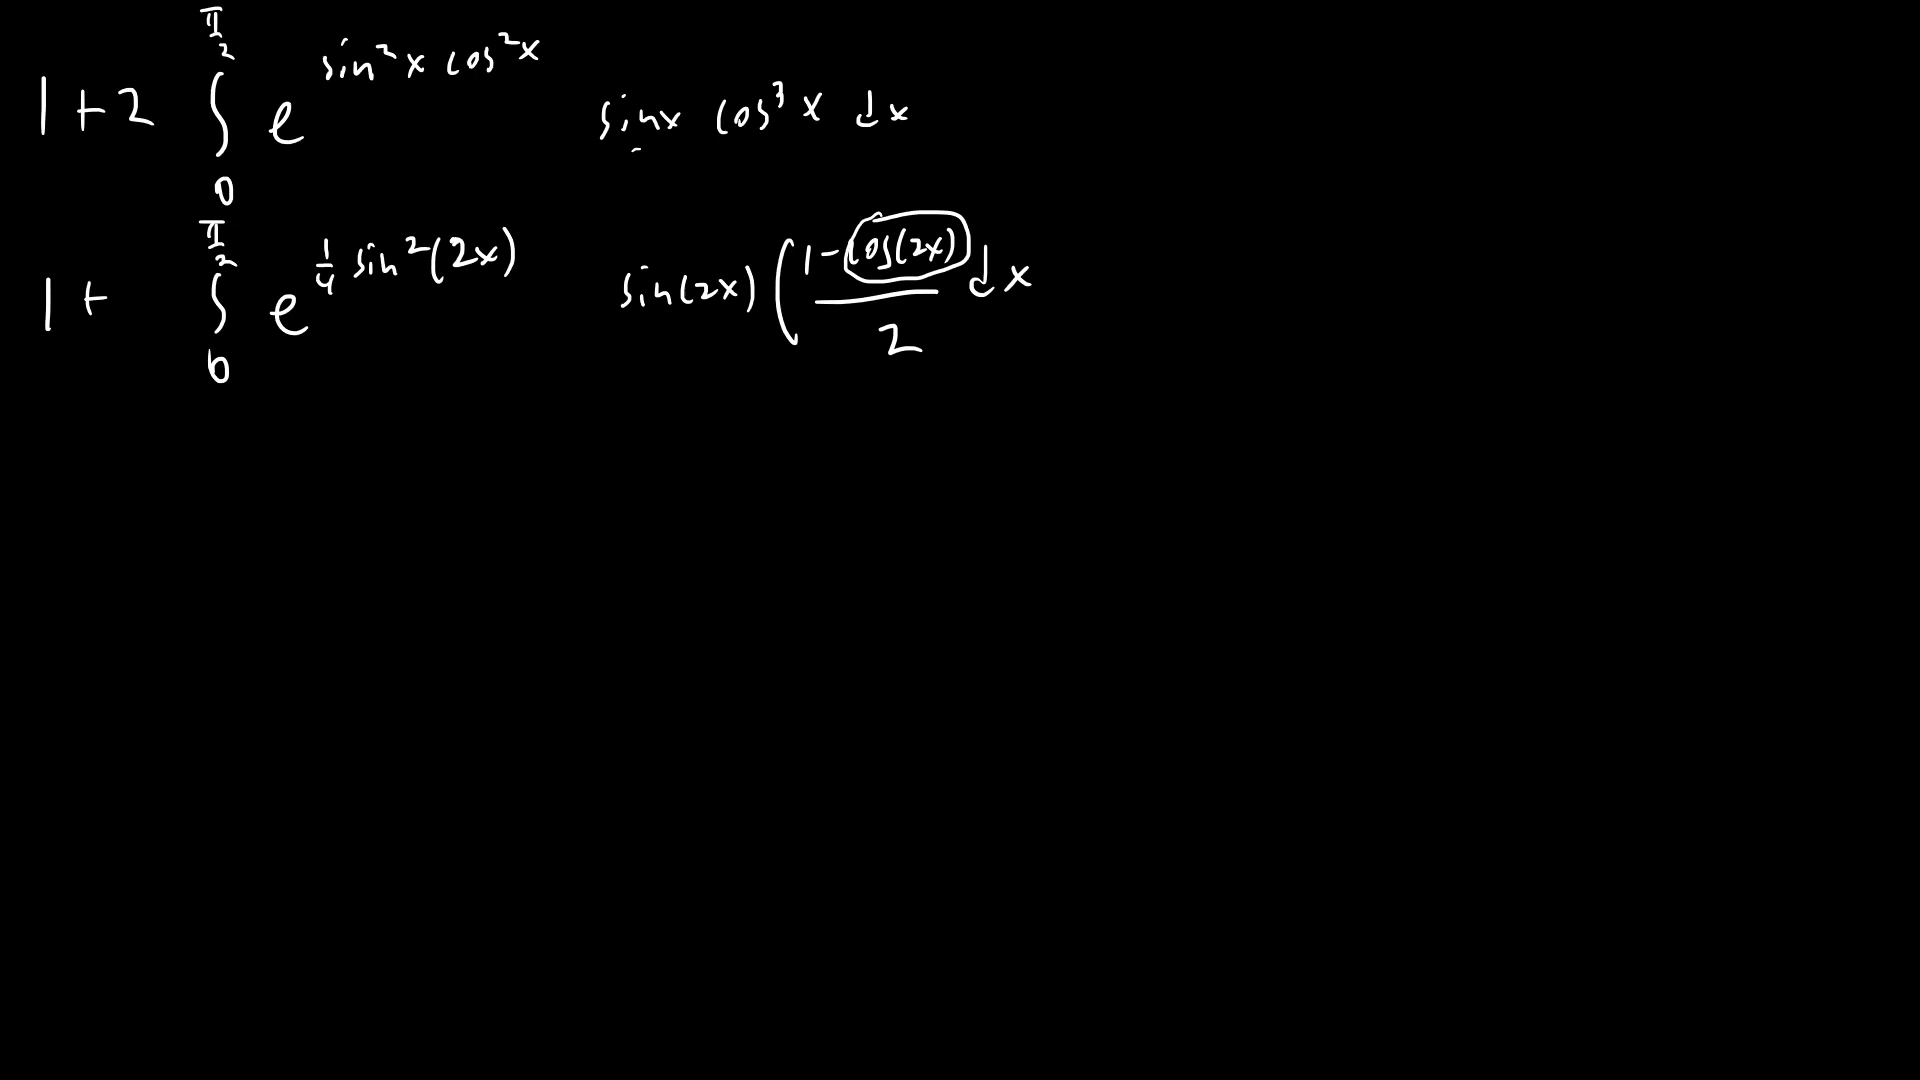 1 + 2 ∫₀^{π/2} e^{sin²x cos²x} sinx cos³x dx
1 + ∫₀^{π/2} e^{1/4 sin²(2x)} sin(2x) ( (1 - cos(2x))/2 dx